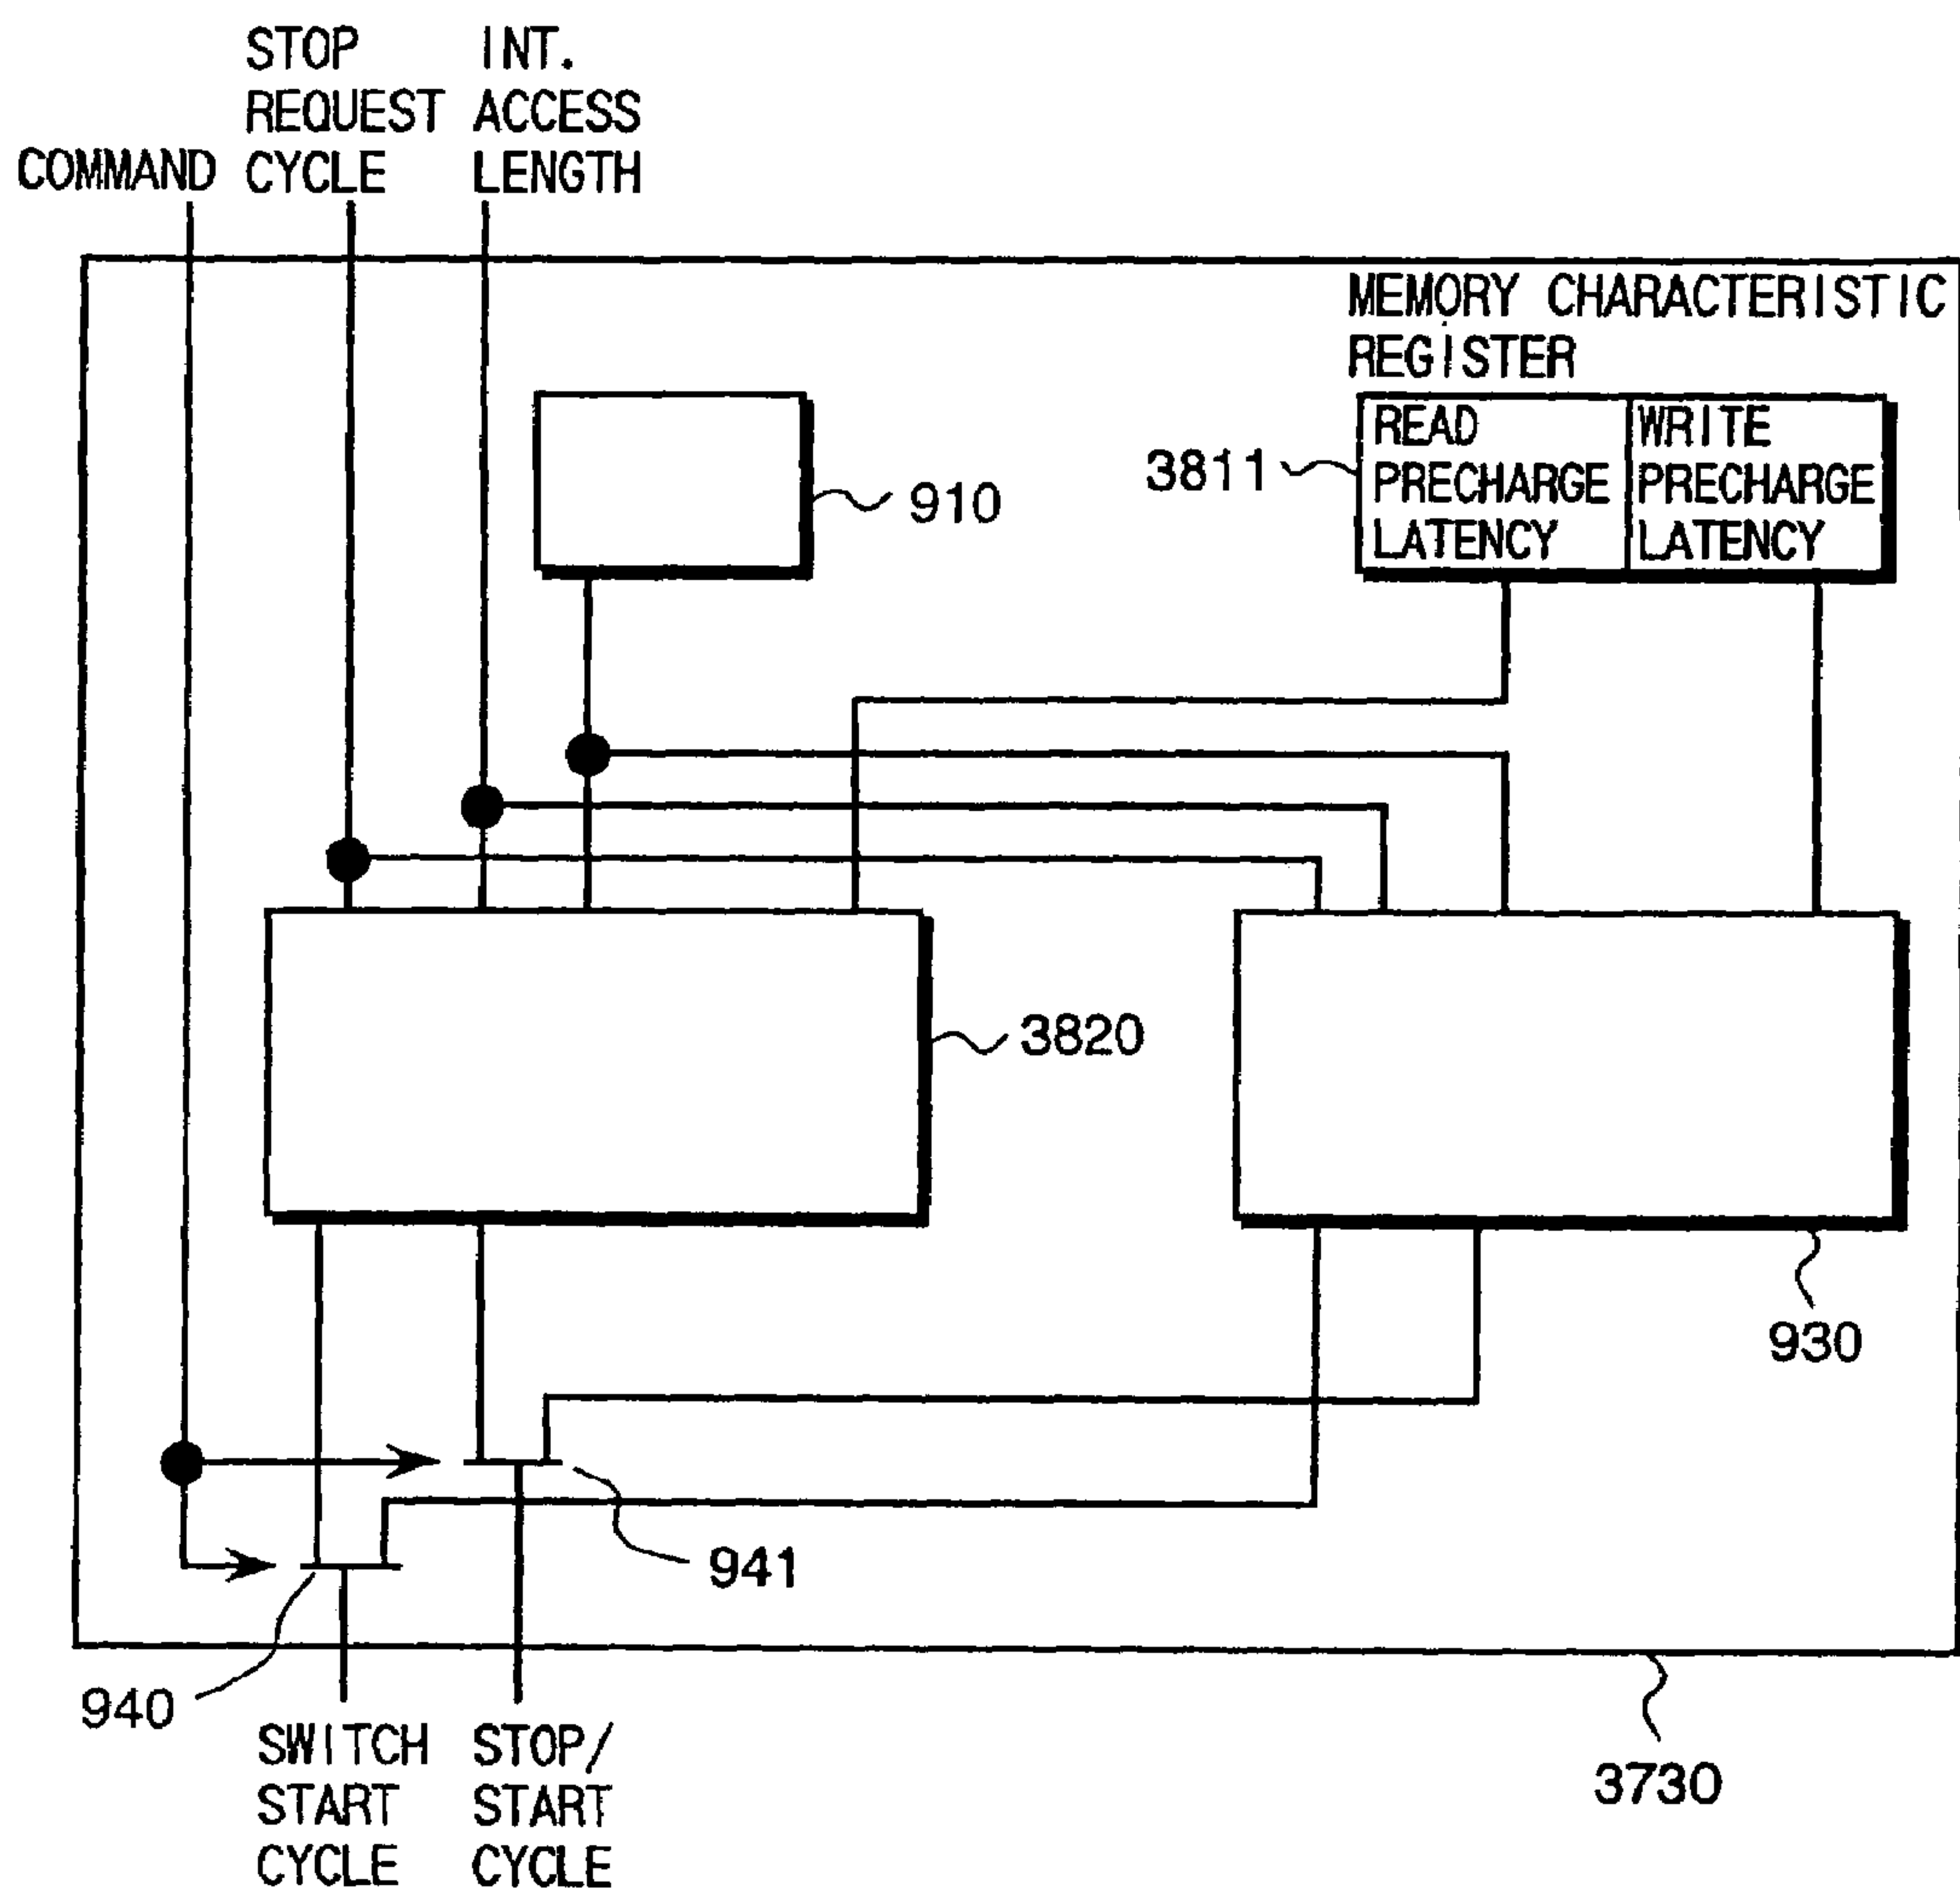 STOP
REQUEST
CYCLE
INT.
ACCESS
LENGTH
COMMAND
MEMORY CHARACTERISTIC
REGISTER
READ
PRECHARGE
LATENCY
WRITE
PRECHARGE
LATENCY
3811
910
3820
930
941
940
SWITCH
START
CYCLE
STOP/
START
CYCLE
3730